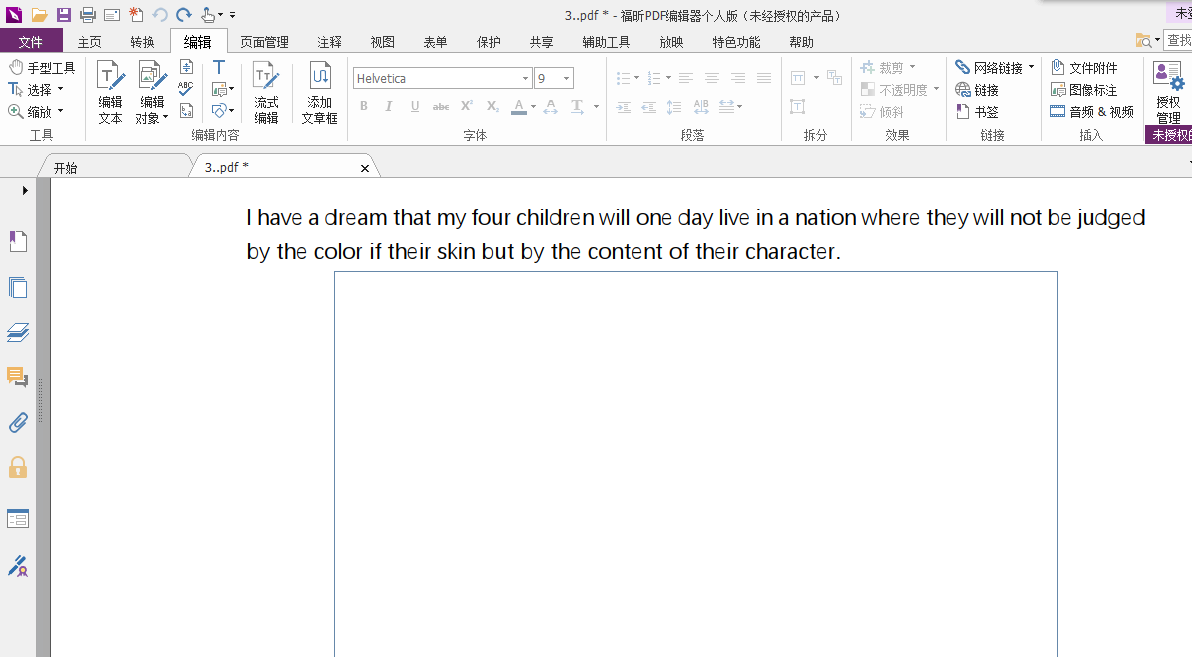 3..pdf * - 福昕PDF编辑器个人版（未经授权的产品）
文件 主页 转换 编辑 页面管理 注释 视图 表单 保护 共享 辅助工具 放映 特色功能 帮助 查找
手型工具
选择
缩放
工具
编辑
文本
编辑
对象
ABC
流式
编辑
添加
文章框
编辑内容
Helvetica 9
B I U abc X² X₂ A A T
字体
A|B
段落
拆分
裁剪
不透明度
倾斜
效果
网络链接
链接
书签
链接
文件附件
图像标注
音频 & 视频
插入
授权
管理
未授权的
开始 3..pdf *
I have a dream that my four children will one day live in a nation where they will not be judged
by the color if their skin but by the content of their character.